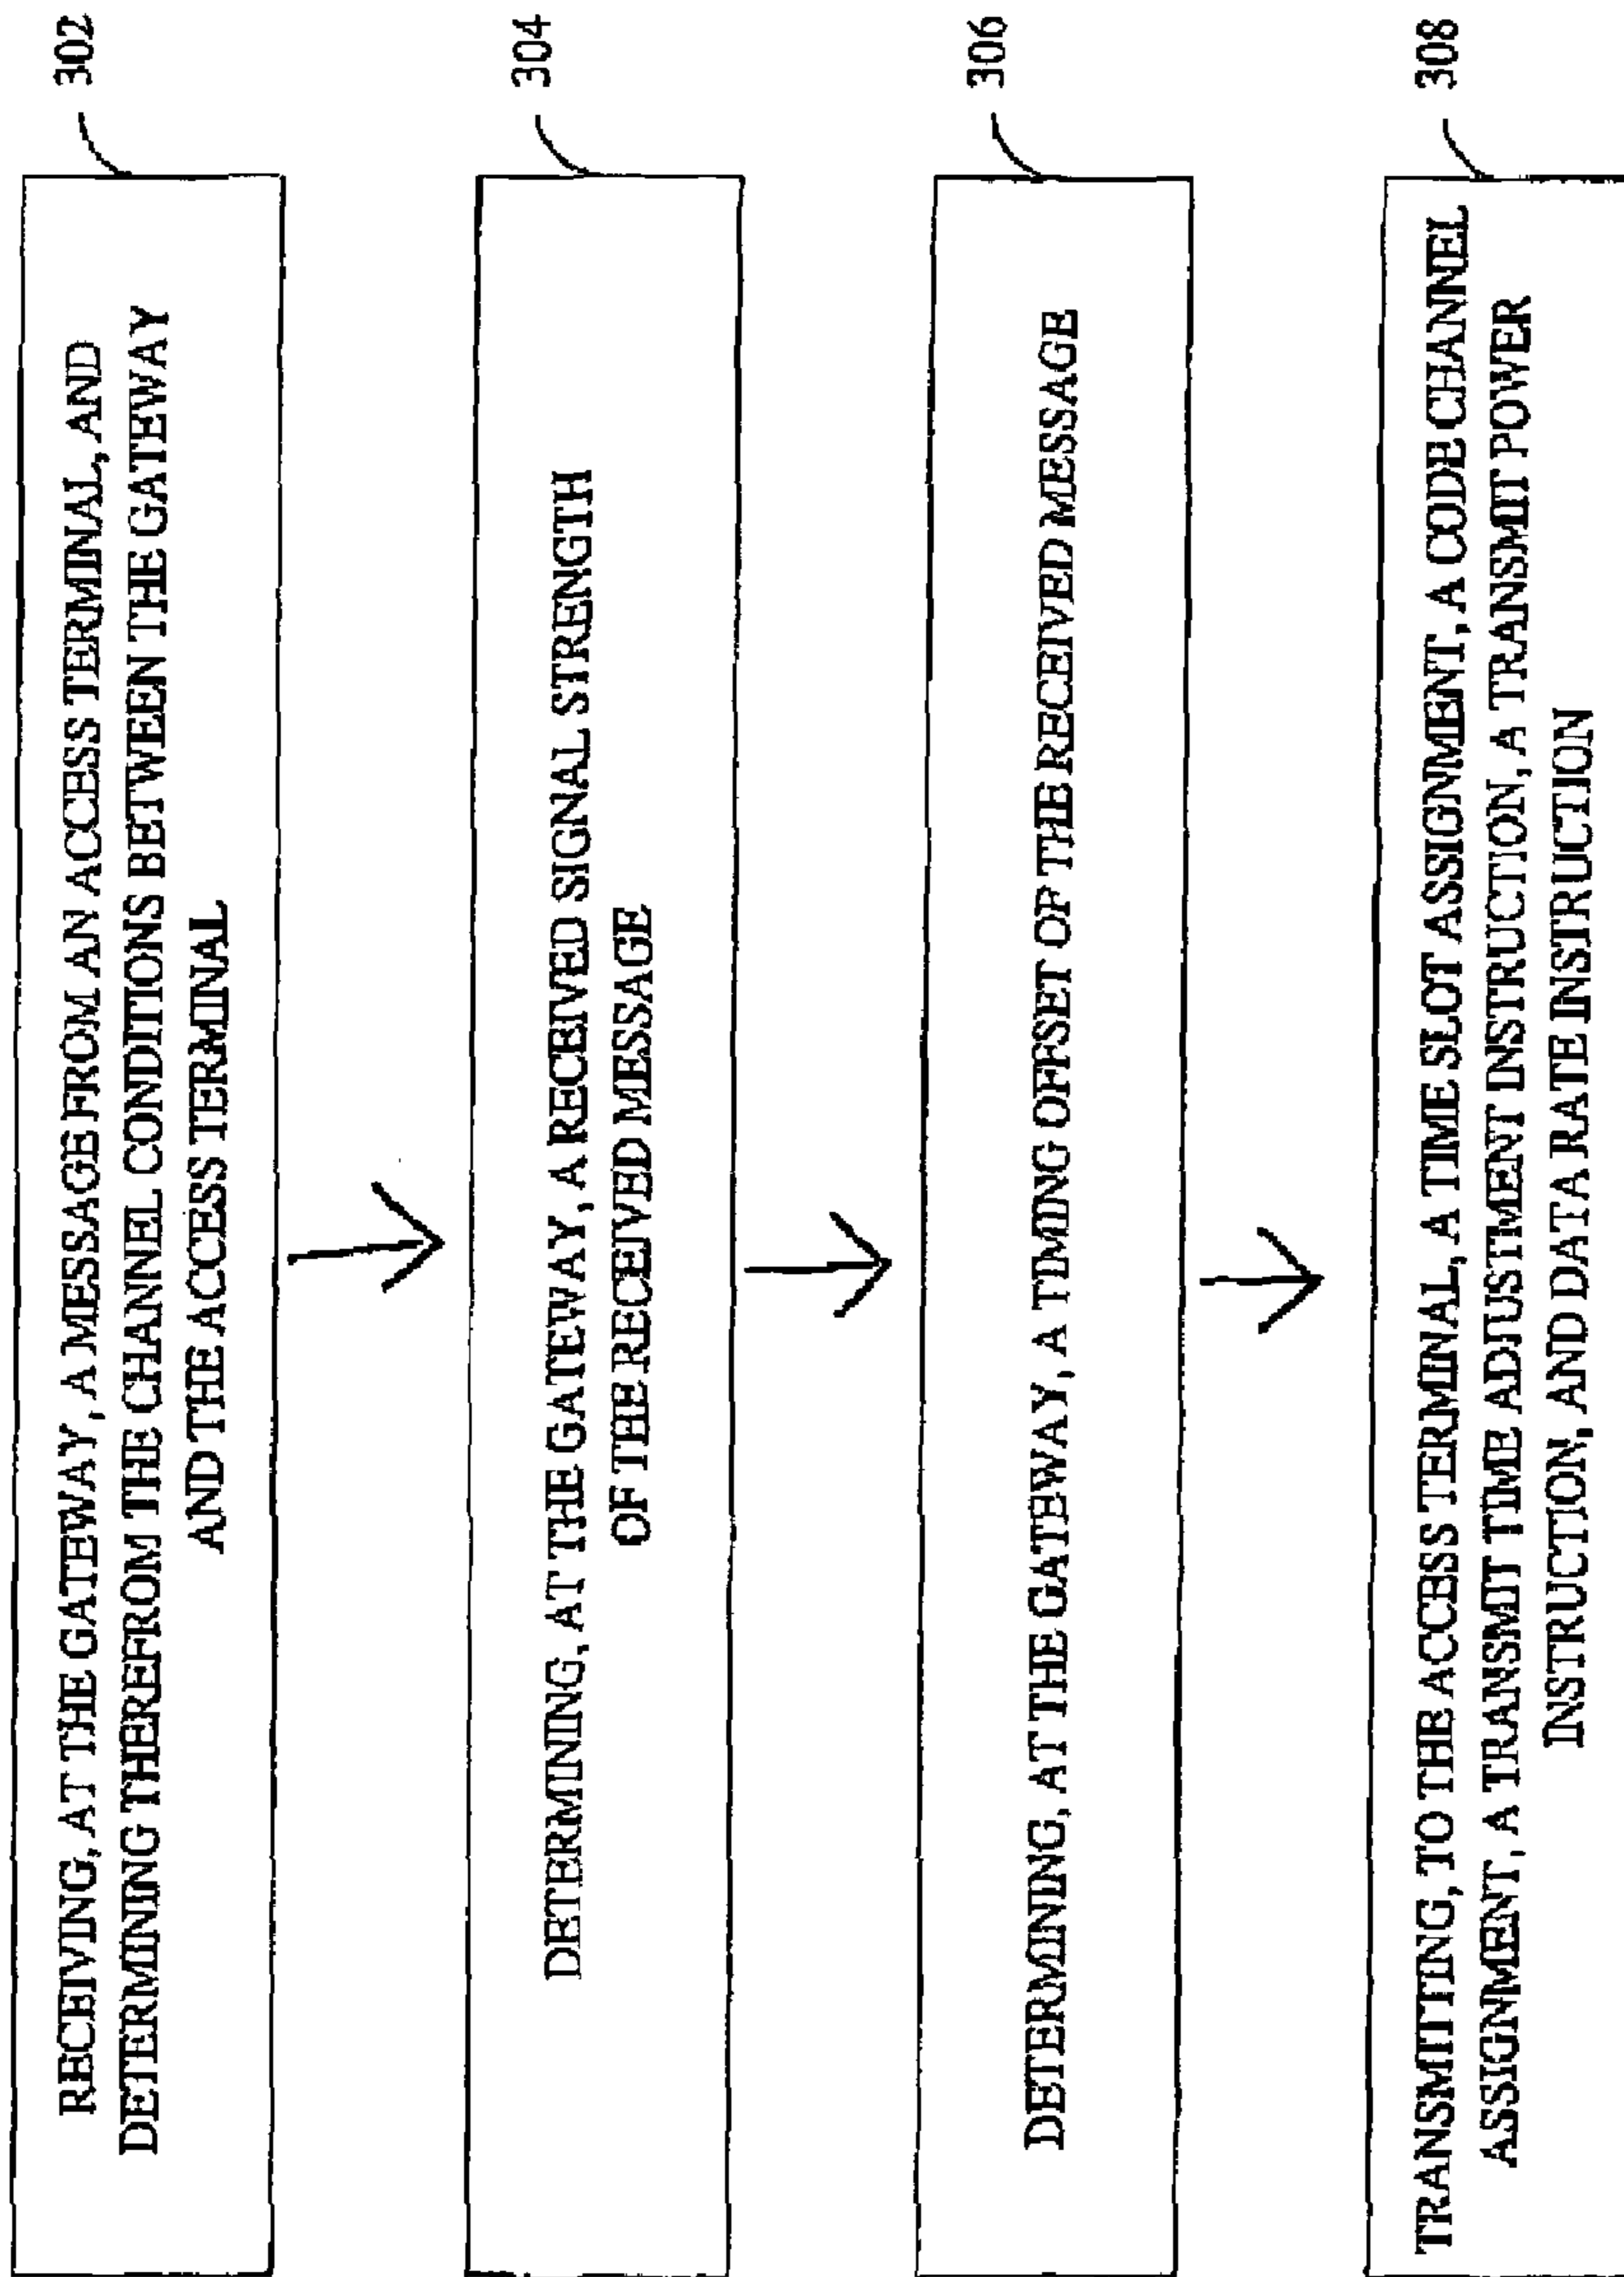 302
RECEIVING, AT THE GATEWAY, A MESSAGE FROM AN ACCESS TERMINAL, AND
DETERMINING THEREFROM THE CHANNEL CONDITIONS BETWEEN THE GATEWAY
AND THE ACCESS TERMINAL
304
DETERMINING, AT THE GATEWAY, A RECEIVED SIGNAL STRENGTH
OF THE RECEIVED MESSAGE
306
DETERMINING, AT THE GATEWAY, A TIMING OFFSET OF THE RECEIVED MESSAGE
308
TRANSMITTING, TO THE ACCESS TERMINAL, A TIME SLOT ASSIGNMENT, A CODE CHANNEL
ASSIGNMENT, A TRANSMIT TIME ADJUSTMENT INSTRUCTION, A TRANSMIT POWER
INSTRUCTION, AND DATA RATE INSTRUCTION